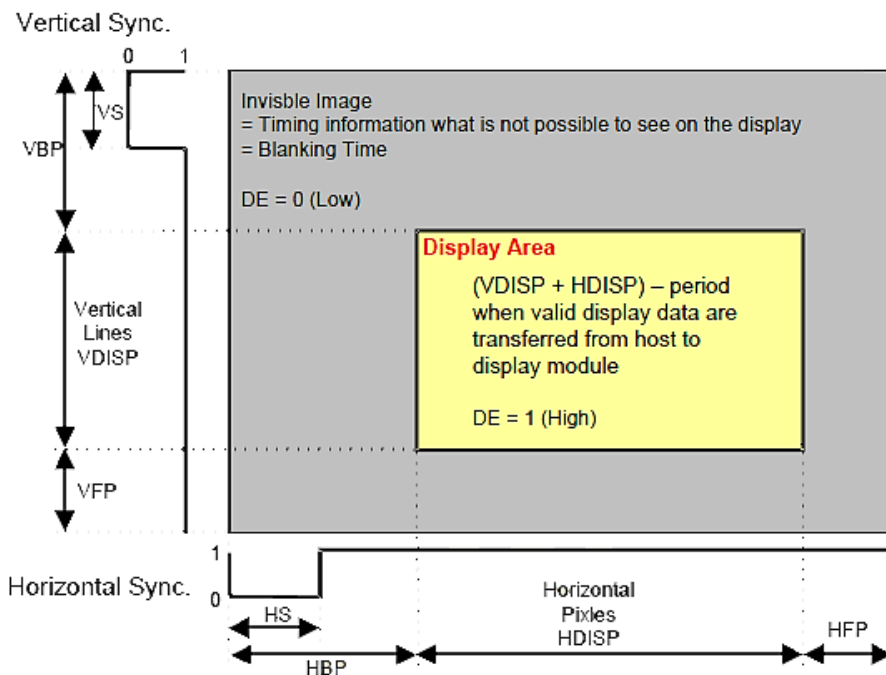 Vertical Sync.
0 1
VS
VBP
Invisble Image
= Timing information what is not possible to see on the display
= Blanking Time
DE = 0 (Low)
Display Area
(VDISP + HDISP) – period
when valid display data are
transferred from host to
display module
DE = 1 (High)
Vertical
Lines
VDISP
VFP
1
Horizontal Sync.
0
HS
HBP
Horizontal
Pixles
HDISP
HFP